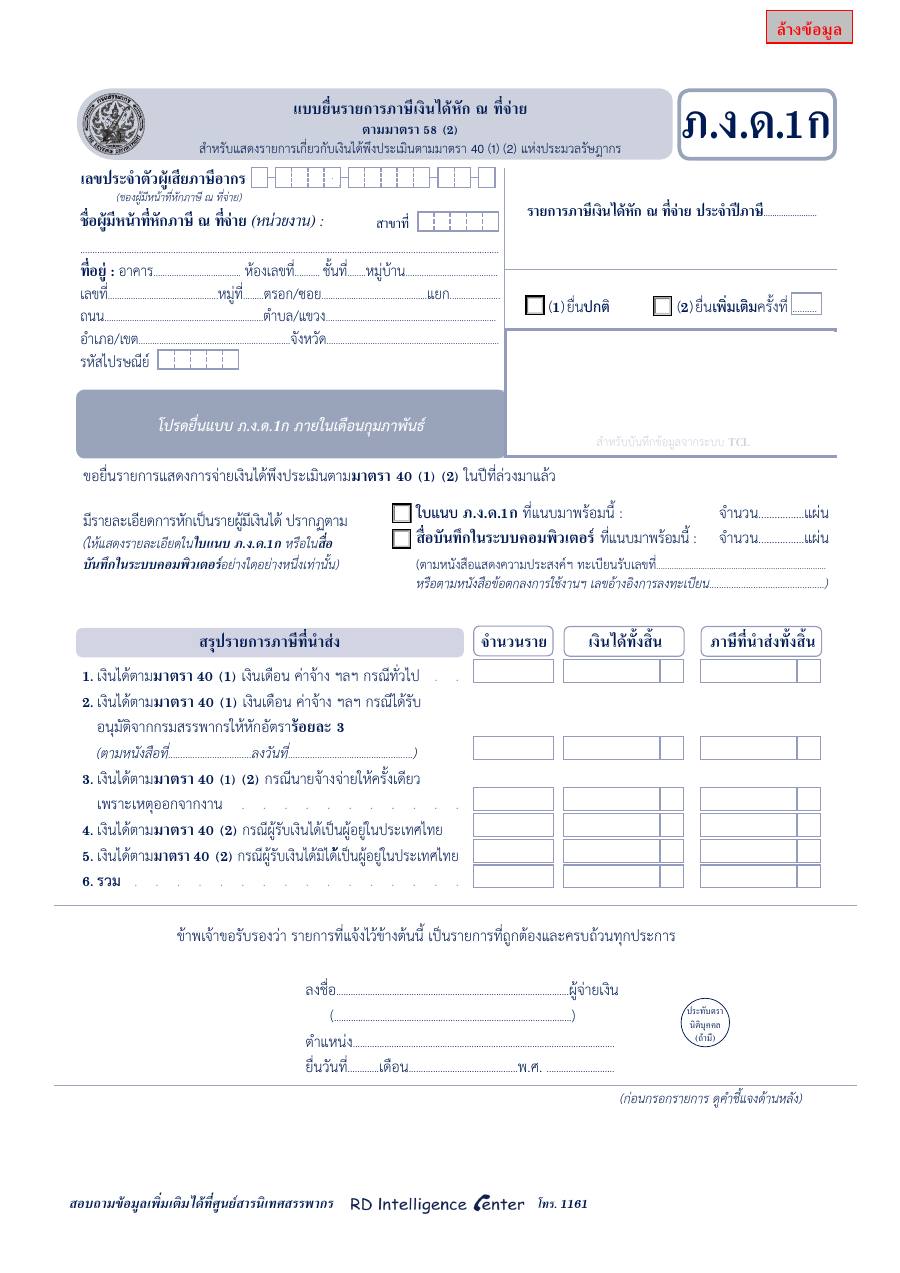 ล้างข้อมูล
แบบยื่นรายการภาษีเงินได้หัก ณ ที่จ่าย
ตามมาตรา 58 (2)
สำหรับแสดงรายการเกี่ยวกับเงินได้พึงประเมินตามมาตรา 40 (1) (2) แห่งประมวลรัษฎากร
ภ.ง.ด.1ก
เลขประจำตัวผู้เสียภาษีอากร
(ของผู้มีหน้าที่หักภาษี ณ ที่จ่าย)
ชื่อผู้มีหน้าที่หักภาษี ณ ที่จ่าย (หน่วยงาน) : สาขาที่
ที่อยู่ : อาคาร........................ ห้องเลขที่........ ชั้นที่......หมู่บ้าน........................
เลขที่..............................หมู่ที่......ตรอก/ซอย..............................แยก..............
ถนน..............................ตำบล/แขวง..............................
อำเภอ/เขต..............................จังหวัด..............................
รหัสไปรษณีย์
รายการภาษีเงินได้หัก ณ ที่จ่าย ประจำปีภาษี................
(1) ยื่นปกติ (2) ยื่นเพิ่มเติมครั้งที่ ........
สำหรับบันทึกข้อมูลจากระบบ TCL
โปรดยื่นแบบ ภ.ง.ด.1ก ภายในเดือนกุมภาพันธ์
ขอยื่นรายการแสดงการจ่ายเงินได้พึงประเมินตามมาตรา 40 (1) (2) ในปีที่ล่วงมาแล้ว
มีรายละเอียดการหักเป็นรายผู้มีเงินได้ ปรากฏตาม
(ให้แสดงรายละเอียดในใบแนบ ภ.ง.ด.1ก หรือในสื่อ
บันทึกในระบบคอมพิวเตอร์อย่างใดอย่างหนึ่งเท่านั้น)
ใบแนบ ภ.ง.ด.1ก ที่แนบมาพร้อมนี้ : จำนวน................แผ่น
สื่อบันทึกในระบบคอมพิวเตอร์ ที่แนบมาพร้อมนี้ : จำนวน................แผ่น
(ตามหนังสือแสดงความประสงค์ฯ ทะเบียนรับเลขที่........................................
หรือตามหนังสือข้อตกลงการใช้งานฯ เลขอ้างอิงการลงทะเบียน..............................)
สรุปรายการภาษีที่นำส่ง จำนวนราย เงินได้ทั้งสิ้น ภาษีที่นำส่งทั้งสิ้น
1. เงินได้ตามมาตรา 40 (1) เงินเดือน ค่าจ้าง ฯลฯ กรณีทั่วไป . .
2. เงินได้ตามมาตรา 40 (1) เงินเดือน ค่าจ้าง ฯลฯ กรณีได้รับ
อนุมัติจากกรมสรรพากรให้หักอัตราร้อยละ 3
(ตามหนังสือที่......................ลงวันที่..............................)
3. เงินได้ตามมาตรา 40 (1) (2) กรณีนายจ้างจ่ายให้ครั้งเดียว
เพราะเหตุออกจากงาน . . . . . . . . . . .
4. เงินได้ตามมาตรา 40 (2) กรณีผู้รับเงินได้เป็นผู้อยู่ในประเทศไทย
5. เงินได้ตามมาตรา 40 (2) กรณีผู้รับเงินได้มิได้เป็นผู้อยู่ในประเทศไทย
6. รวม . . . . . . . . . . . . . . . .
ข้าพเจ้าขอรับรองว่า รายการที่แจ้งไว้ข้างต้นนี้ เป็นรายการที่ถูกต้องและครบถ้วนทุกประการ
ลงชื่อ............................................................ผู้จ่ายเงิน
(............................................................)
ตำแหน่ง............................................................
ยื่นวันที่........เดือน..............................พ.ศ. ..................
ประทับตรา
นิติบุคคล
(ถ้ามี)
(ก่อนกรอกรายการ ดูคำชี้แจงด้านหลัง)
สอบถามข้อมูลเพิ่มเติมได้ที่ศูนย์สารนิเทศสรรพากร RD Intelligence Center โทร. 1161